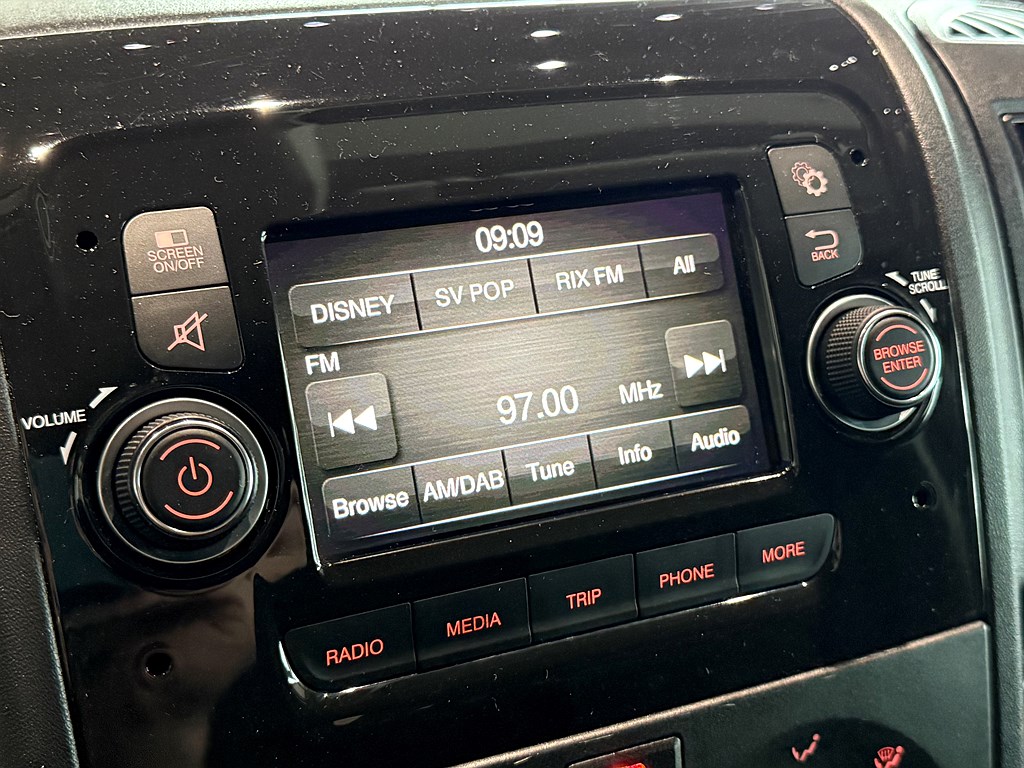 09:09
DISNEY
SV POP
RIX FM
All
FM
97.00 MHz
Browse
AM/DAB
Tune
Info
Audio
SCREEN
ON/OFF
VOLUME
BACK
TUNE
SCROLL
BROWSE
ENTER
RADIO
MEDIA
TRIP
PHONE
MORE